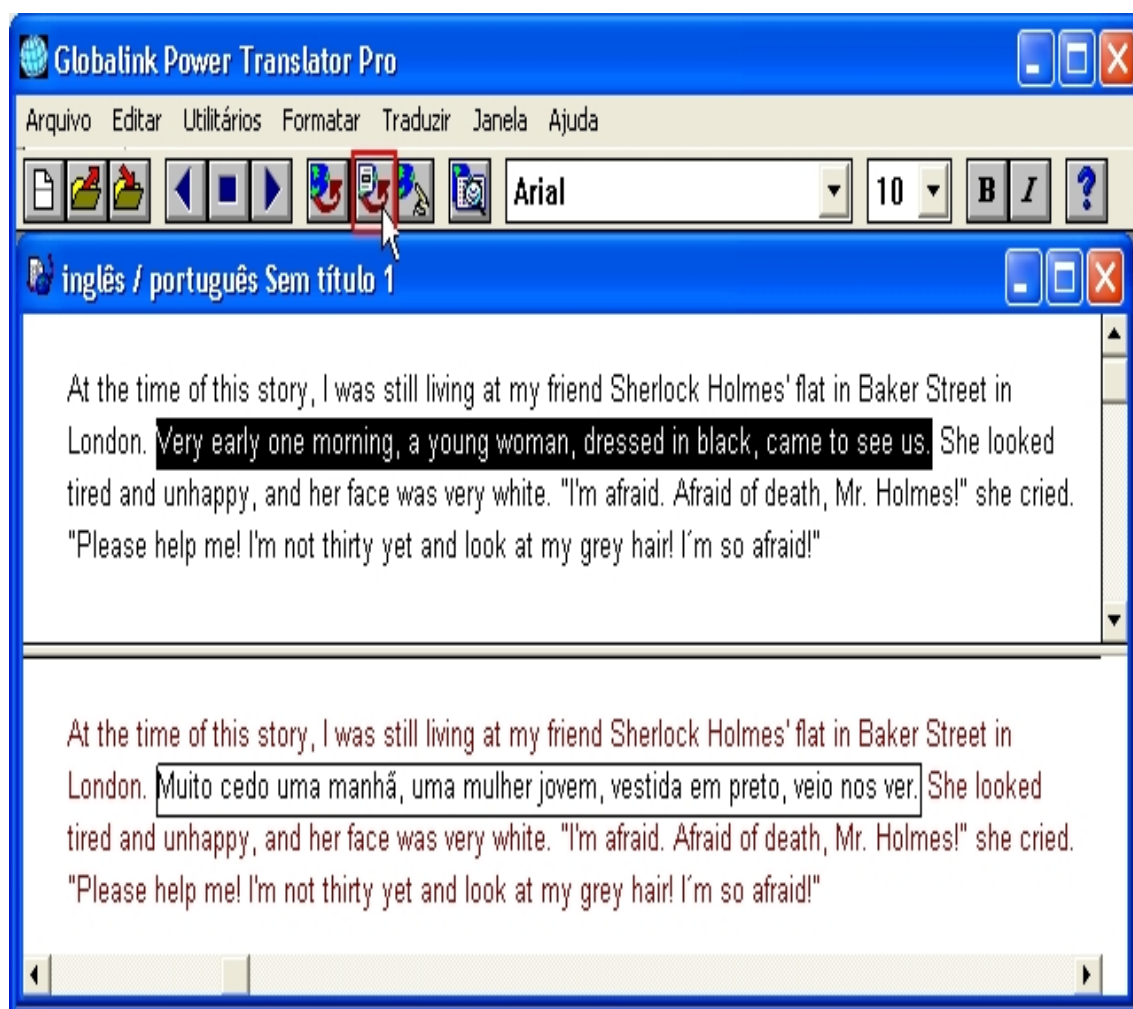 Globalink Power Translator Pro
Arquivo Editar Utilitários Formatar Traduzir Janela Ajuda
Arial 10 B I ?
inglês / português Sem título 1
At the time of this story, I was still living at my friend Sherlock Holmes' flat in Baker Street in
London. Very early one morning, a young woman, dressed in black, came to see us. She looked
tired and unhappy, and her face was very white. "I'm afraid. Afraid of death, Mr. Holmes!" she cried.
"Please help me! I'm not thirty yet and look at my grey hair! I´m so afraid!"
At the time of this story, I was still living at my friend Sherlock Holmes' flat in Baker Street in
London. Muito cedo uma manhã, uma mulher jovem, vestida em preto, veio nos ver. She looked
tired and unhappy, and her face was very white. "I'm afraid. Afraid of death, Mr. Holmes!" she cried.
"Please help me! I'm not thirty yet and look at my grey hair! I´m so afraid!"